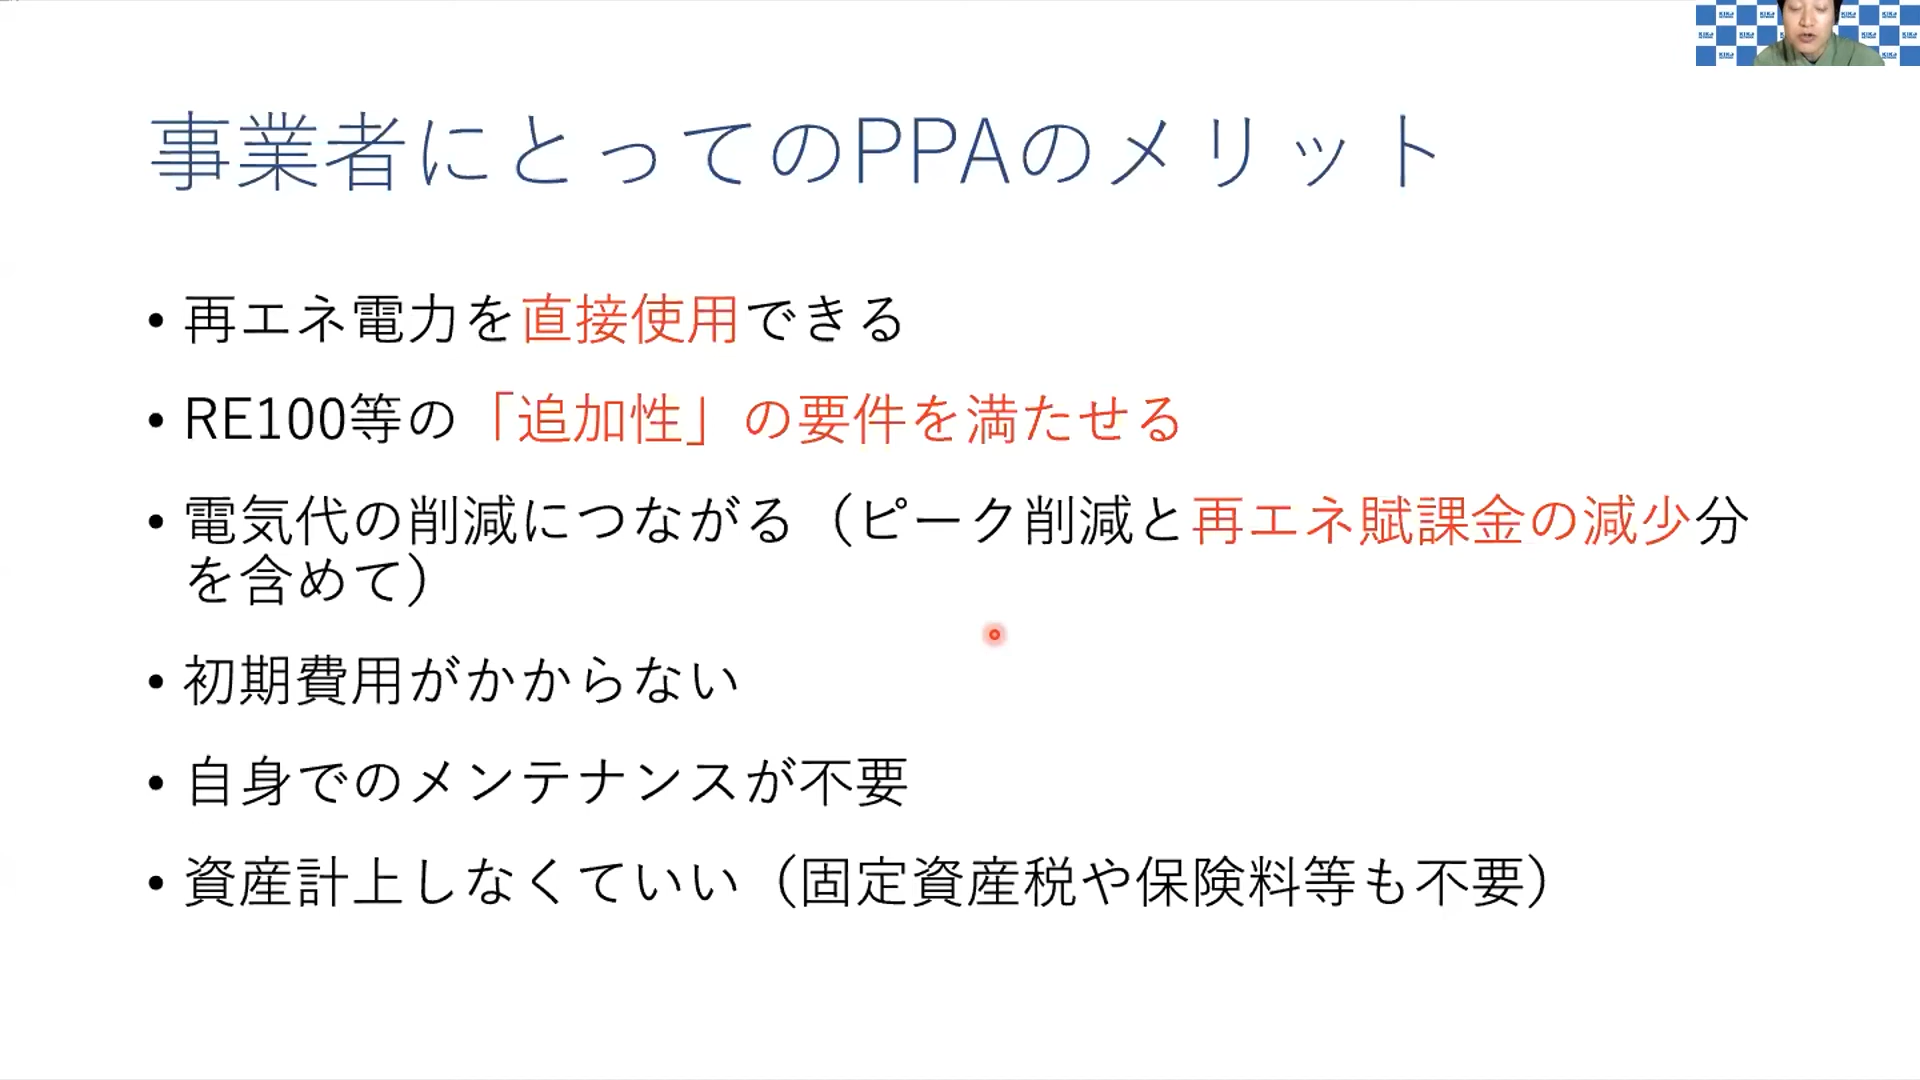 事業者にとってのPPAのメリット
• 再エネ電力を直接使用できる
• RE100等の「追加性」の要件を満たせる
• 電気代の削減につながる（ピーク削減と再エネ賦課金の減少分
を含めて）
• 初期費用がかからない
• 自身でのメンテナンスが不要
• 資産計上しなくていい（固定資産税や保険料等も不要）